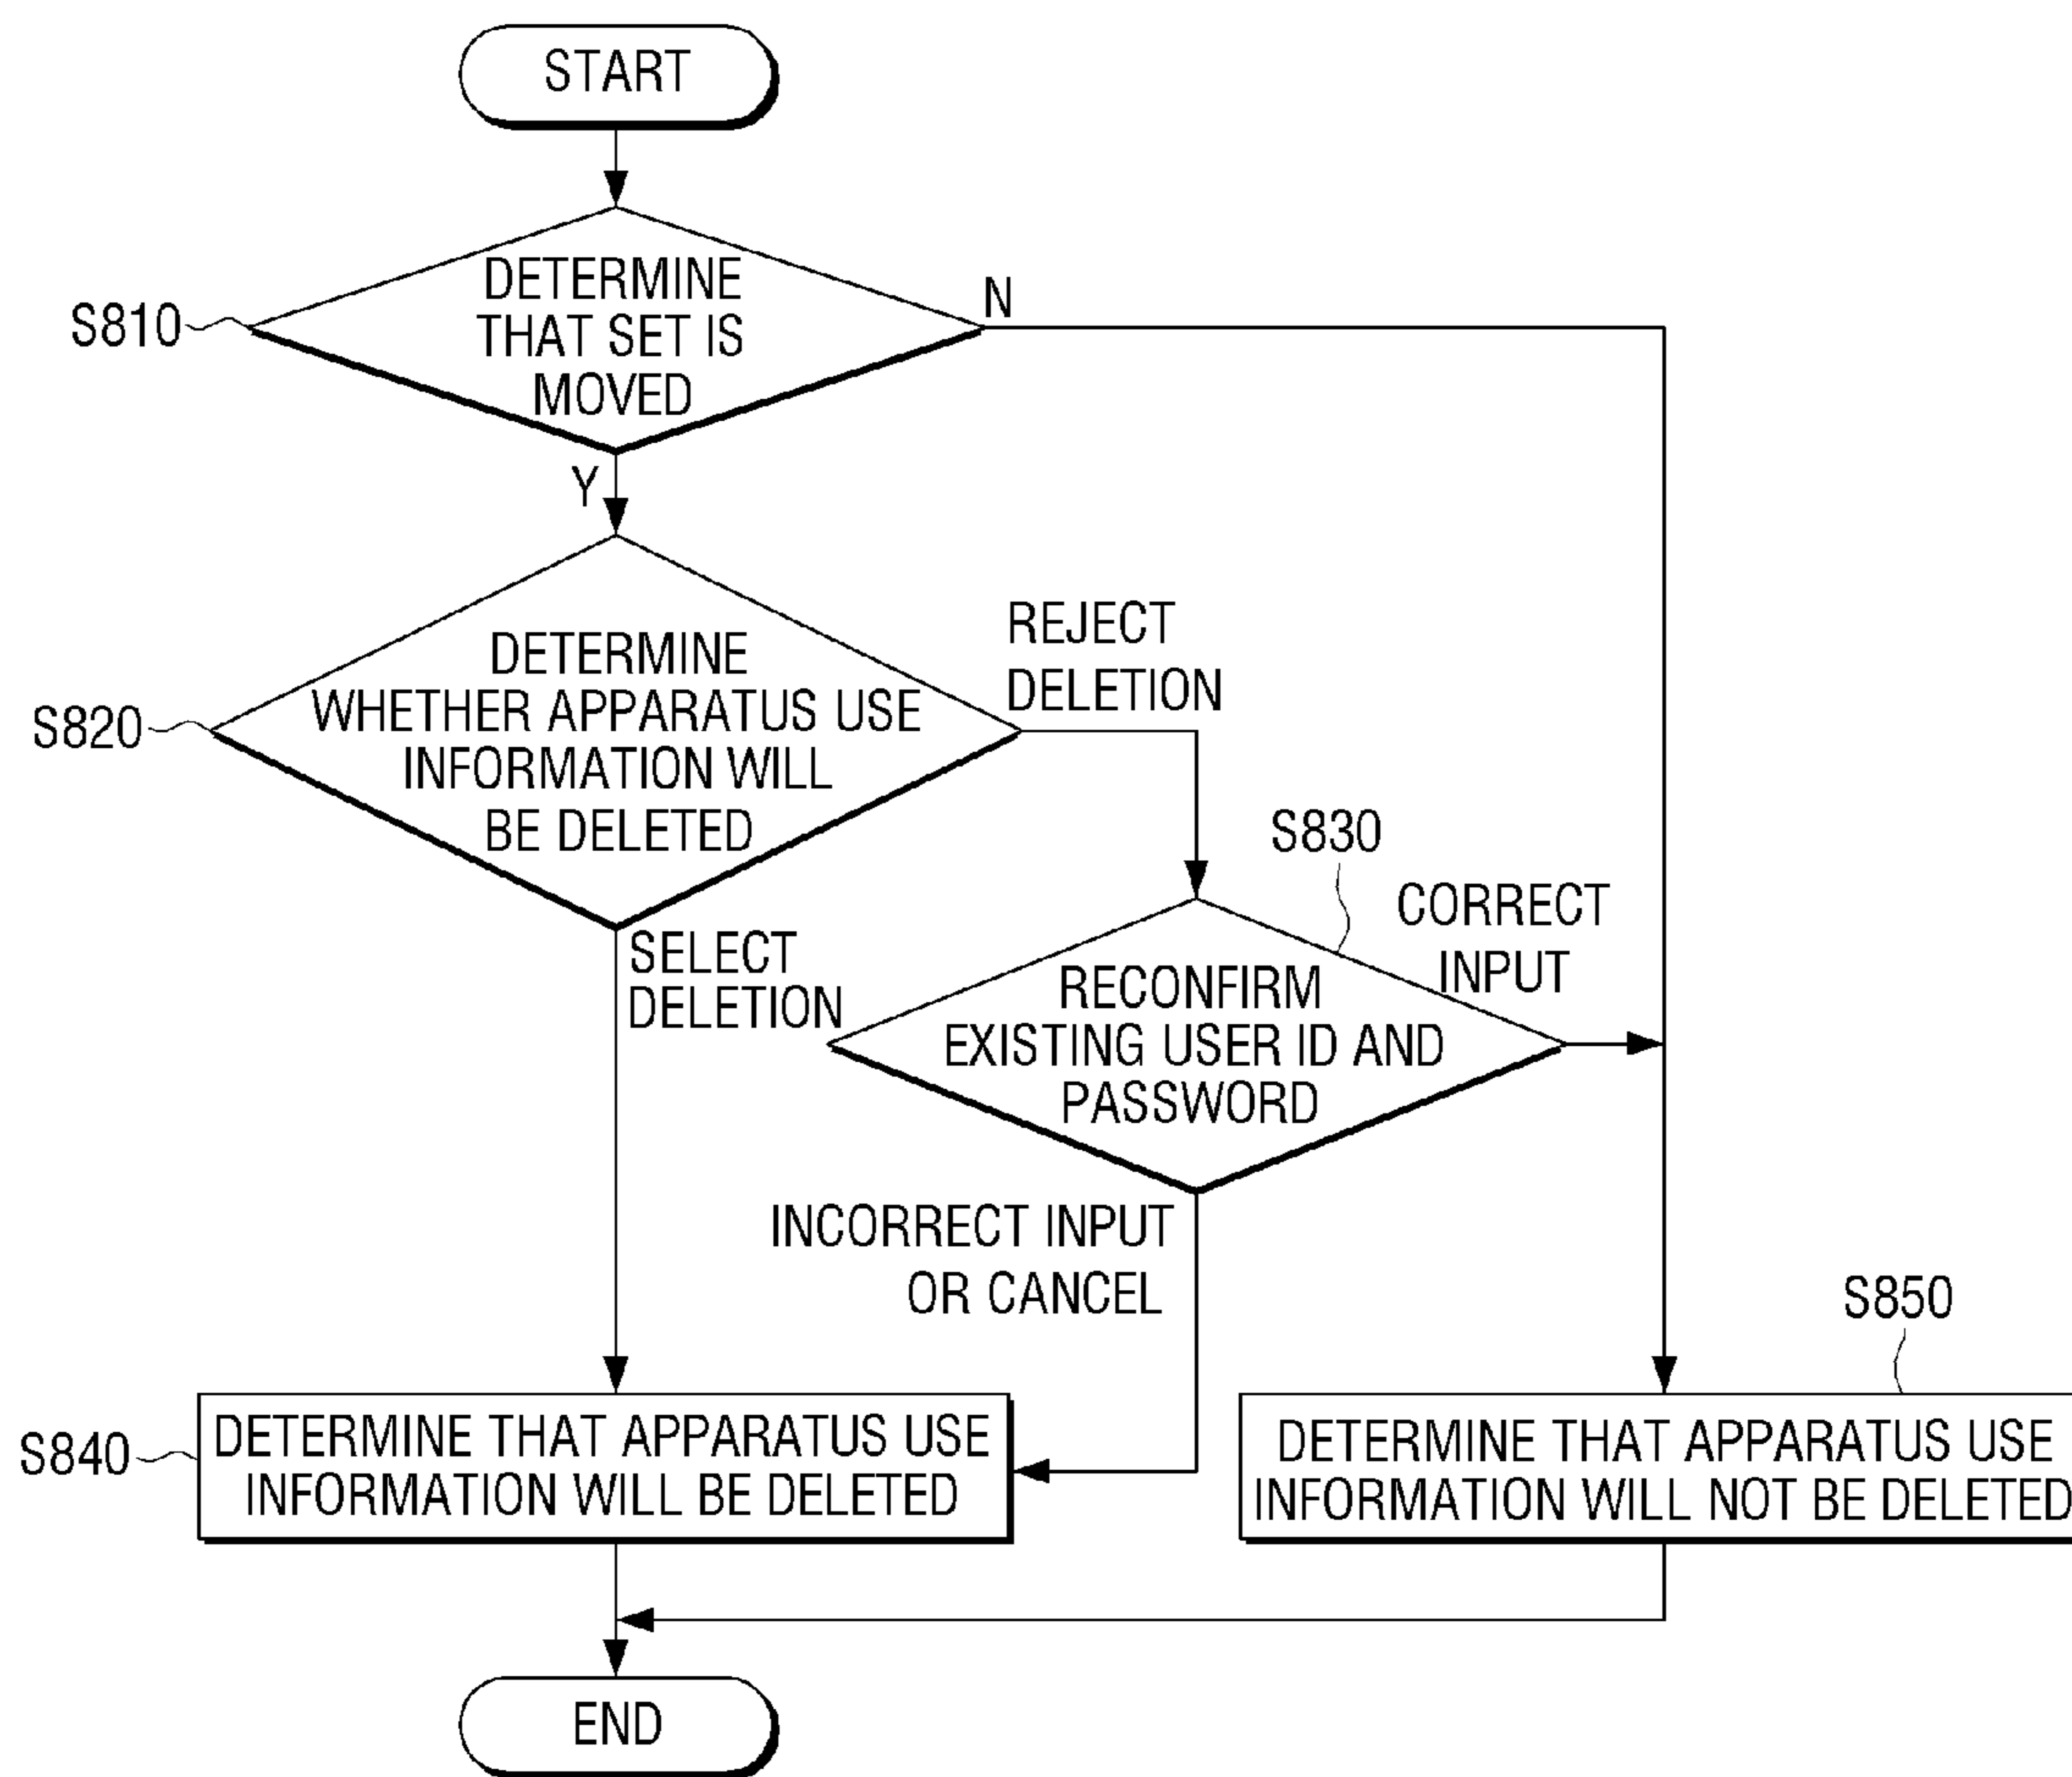 START
DETERMINE
THAT SET IS
MOVED
S810
N
Y
DETERMINE
WHETHER APPARATUS USE
INFORMATION WILL
BE DELETED
S820
REJECT
DELETION
SELECT
DELETION
S830
CORRECT
INPUT
RECONFIRM
EXISTING USER ID AND
PASSWORD
INCORRECT INPUT
OR CANCEL
S840
DETERMINE THAT APPARATUS USE
INFORMATION WILL BE DELETED
S850
DETERMINE THAT APPARATUS USE
INFORMATION WILL NOT BE DELETED
END